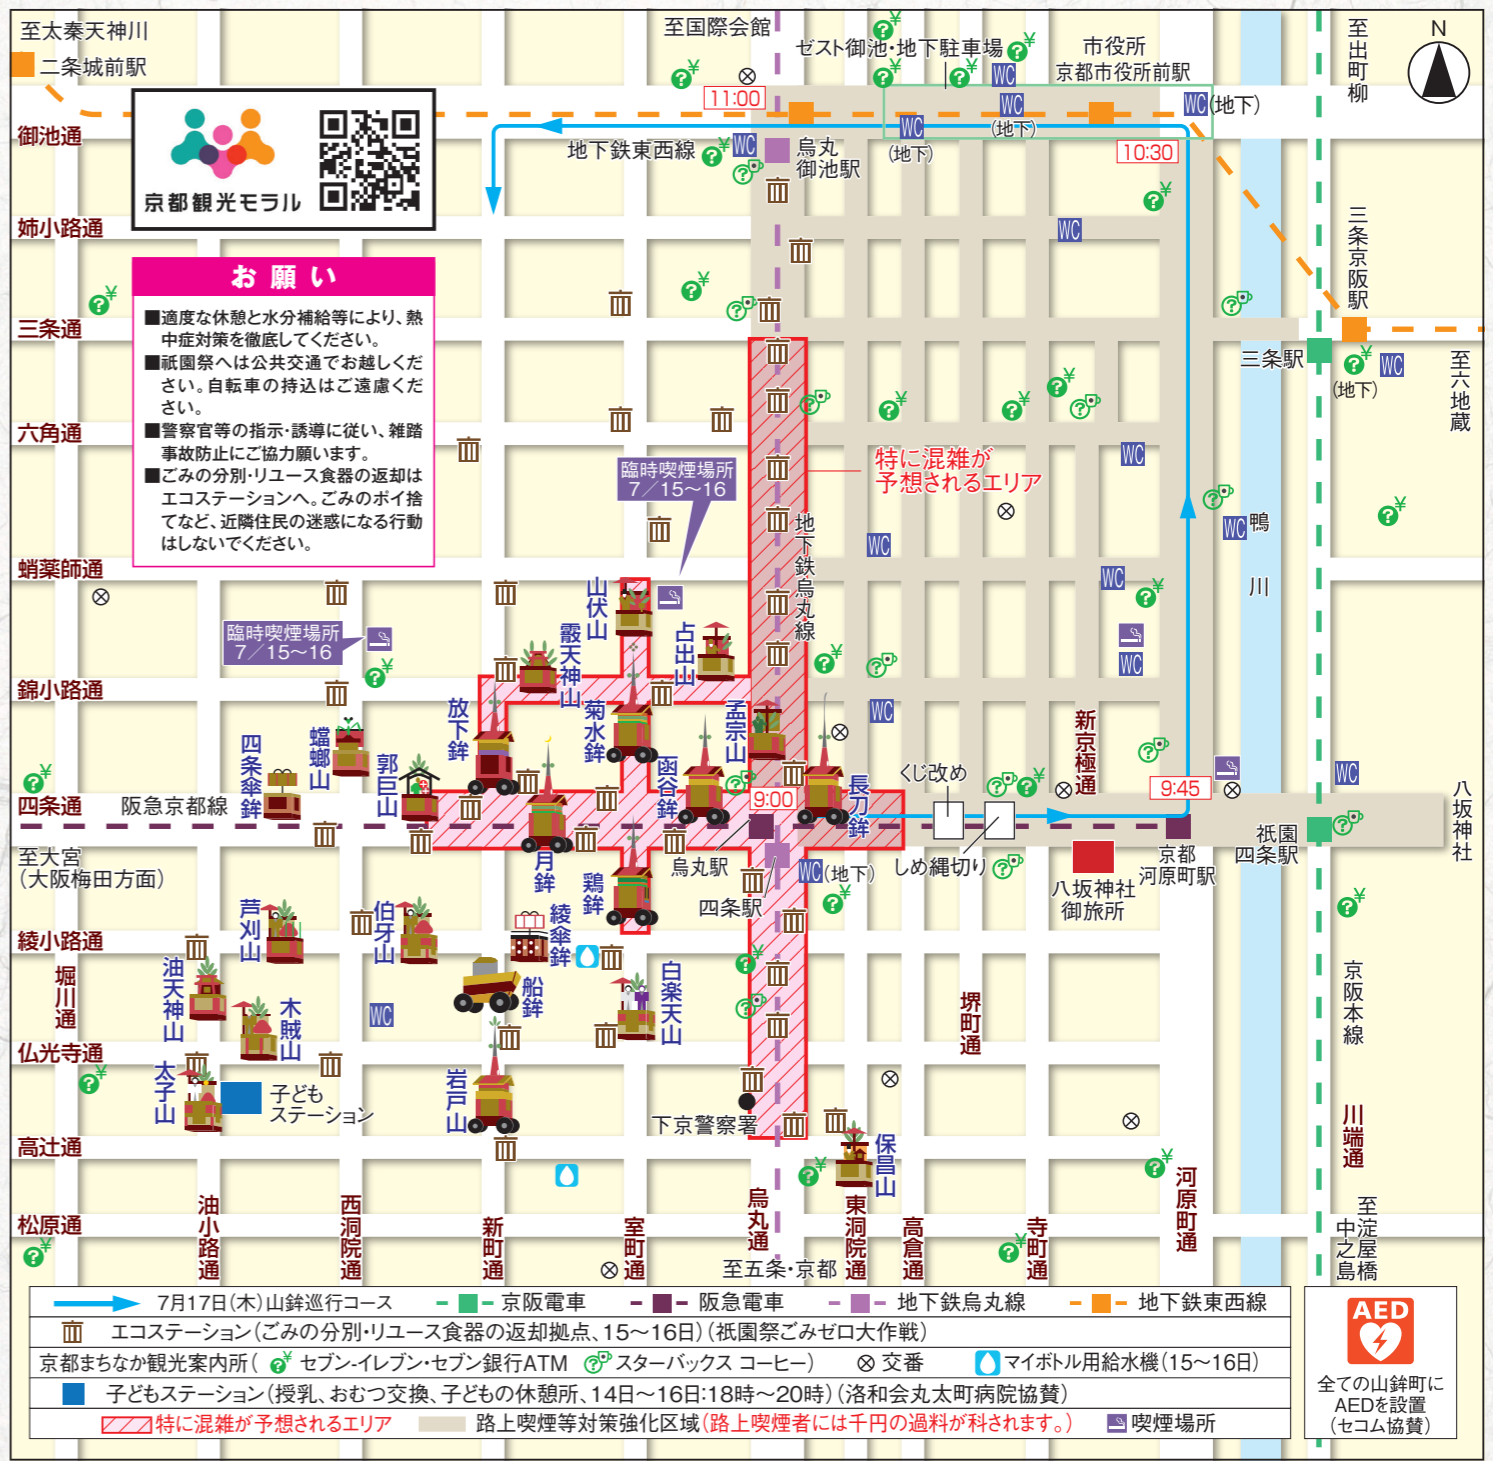 至太秦天神川
二条城前駅
至国際会館
ゼスト御池・地下駐車場
市役所
京都市役所前駅
至出町柳
N
11:00
WC
WC
(地下)
WC
(地下)
WC(地下)
御池通
地下鉄東西線
WC
烏丸
御池駅
10:30
京都観光モラル
姉小路通
WC
三条京阪駅
お願い
■適度な休憩と水分補給等により、熱
中症対策を徹底してください。
■祇園祭へは公共交通でお越しくだ
さい。自転車の持込はご遠慮くだ
さい。
■警察官等の指示・誘導に従い、雑踏
事故防止にご協力願います。
■ごみの分別・リユース食器の返却は
エコステーションへ。ごみのポイ捨
てなど、近隣住民の迷惑になる行動
はしないでください。
三条通
三条駅
(地下)
WC
至六地蔵
六角通
臨時喫煙場所
7/15〜16
特に混雑が
予想されるエリア
WC
地下鉄烏丸線
WC
WC
鴨川
蛸薬師通
WC
山伏山
臨時喫煙場所
7/15〜16
霰天神山
占出山
WC
錦小路通
放下鉾
菊水鉾
孟宗山
WC
新京極通
四条傘鉾
蟷螂山
郭巨山
函谷鉾
長刀鉾
くじ改め
WC
四条通
阪急京都線
9:00
9:45
八坂神社
至大宮
(大阪梅田方面)
月鉾
鶏鉾
烏丸駅
四条駅
WC(地下)
しめ縄切り
八坂神社
御旅所
京都
河原町駅
祇園
四条駅
芦刈山
伯牙山
綾傘鉾
綾小路通
堀川通
油天神山
木賊山
WC
船鉾
白楽天山
堺町通
京阪本線
仏光寺通
太子山
子ども
ステーション
岩戸山
下京警察署
川端通
高辻通
保昌山
松原通
油小路通
西洞院通
新町通
室町通
烏丸通
東洞院通
高倉通
寺町通
河原町通
至五条・京都
至淀屋橋
中之島
7月17日(木)山鉾巡行コース
京阪電車
阪急電車
地下鉄烏丸線
地下鉄東西線
エコステーション(ごみの分別・リユース食器の返却拠点、15〜16日)(祇園祭ごみゼロ大作戦)
京都まちなか観光案内所( セブン-イレブン・セブン銀行ATM スターバックス コーヒー) 交番 マイボトル用給水機(15〜16日)
子どもステーション(授乳、おむつ交換、子どもの休憩所、14日〜16日:18時〜20時)(洛和会丸太町病院協賛)
特に混雑が予想されるエリア 路上喫煙等対策強化区域(路上喫煙者には千円の過料が科されます。) 喫煙場所
AED
全ての山鉾町に
AEDを設置
(セコム協賛)